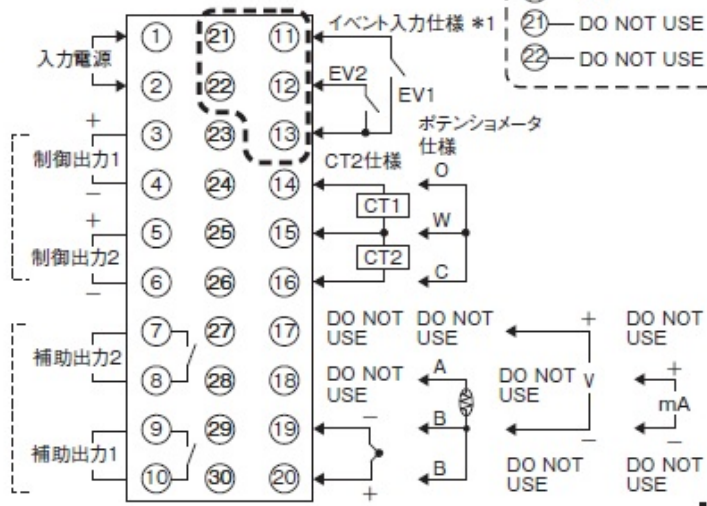 イベント入力仕様 *1
㉑ DO NOT USE
㉒ DO NOT USE
入力電源
① ㉑ ⑪
② ㉒ ⑫
EV2
EV1
+
③ ㉓ ⑬
制御出力1
④ ㉔ ⑭
−
CT2仕様
ポテンショメータ
仕様
CT1
CT2
O
W
C
+
⑤ ㉕ ⑮
制御出力2
⑥ ㉖ ⑯
−
⑦ ㉗ ⑰
補助出力2
⑧ ㉘ ⑱
⑨ ㉙ ⑲
補助出力1
⑩ ㉚ ⑳
DO NOT
USE
DO NOT
USE
−
+
DO NOT
USE
A
B
B
+
DO NOT
USE
V
−
DO NOT
USE
DO NOT
USE
+
mA
−
DO NOT
USE